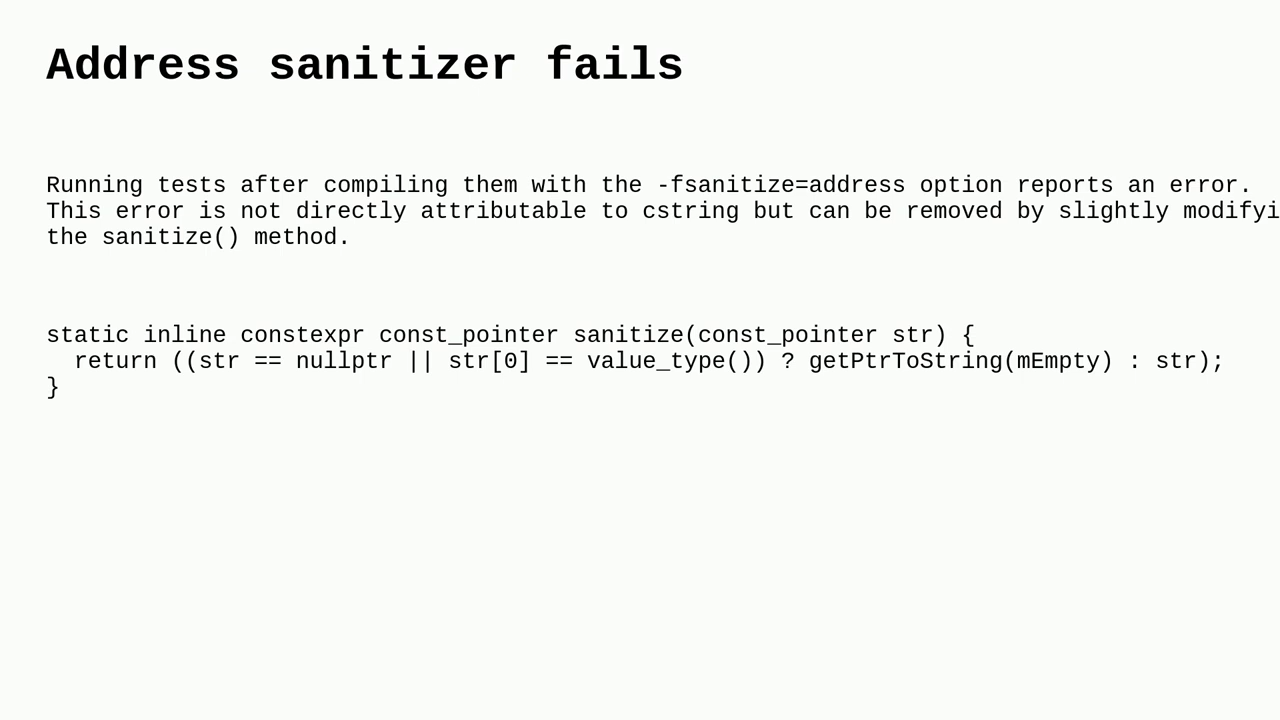 Address sanitizer fails
Running tests after compiling them with the -fsanitize=address option reports an error.
This error is not directly attributable to cstring but can be removed by slightly modifyi
the sanitize() method.
static inline constexpr const_pointer sanitize(const_pointer str) {
  return ((str == nullptr || str[0] == value_type()) ? getPtrToString(mEmpty) : str);
}